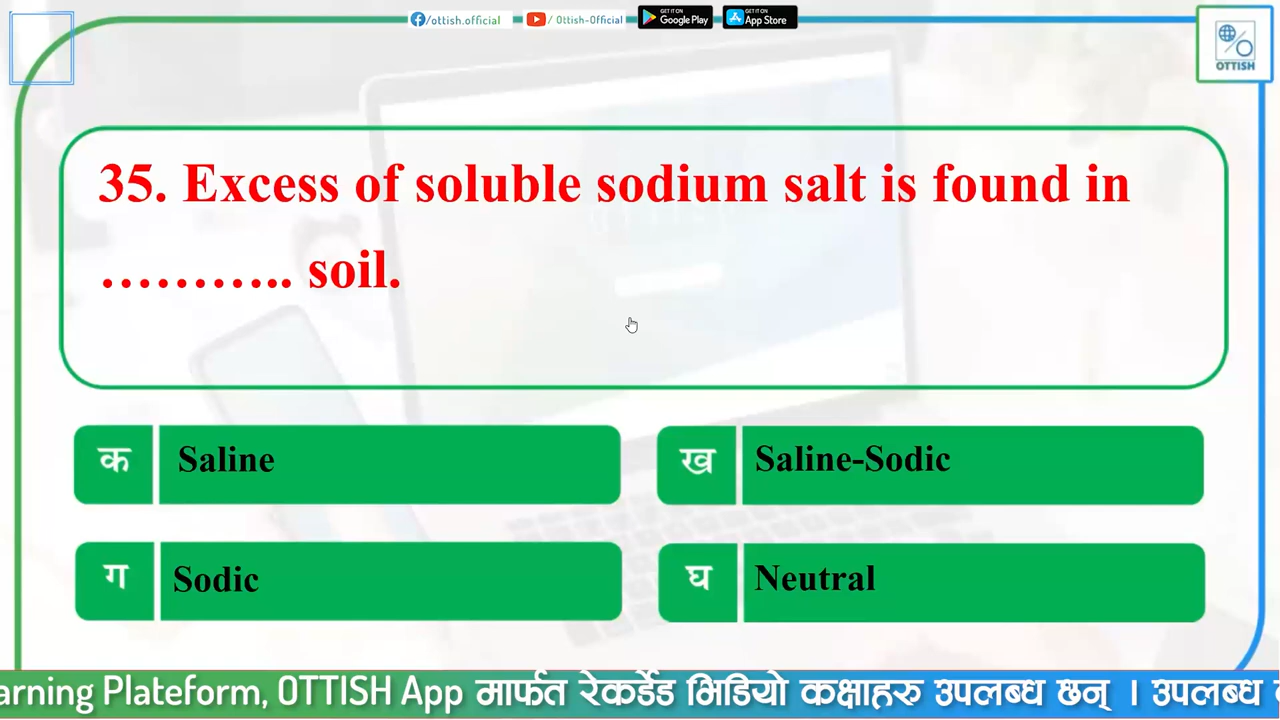 /ottish.official
/ Ottish-Official
GET IT ON
Google Play
GET IT ON
App Store
OTTISH
35. Excess of soluble sodium salt is found in
……….. soil.
क Saline
ख Saline-Sodic
ग Sodic
घ Neutral
arning Plateform, OTTISH App मार्फत रेकर्डेड भिडियो कक्षाहरु उपलब्ध छन् । उपलब्ध